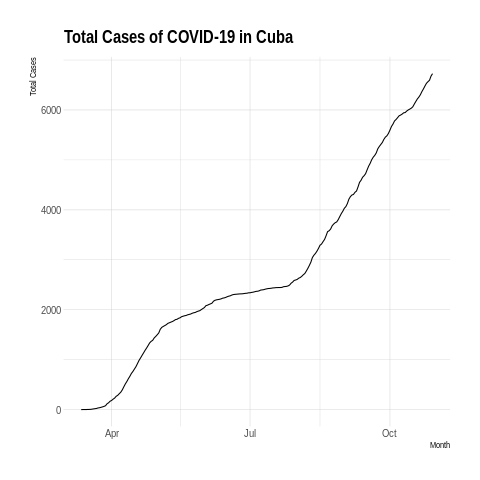 Total Cases of COVID-19 in Cuba
Total Cases
6000
4000
2000
0
Apr Jul Oct
Month